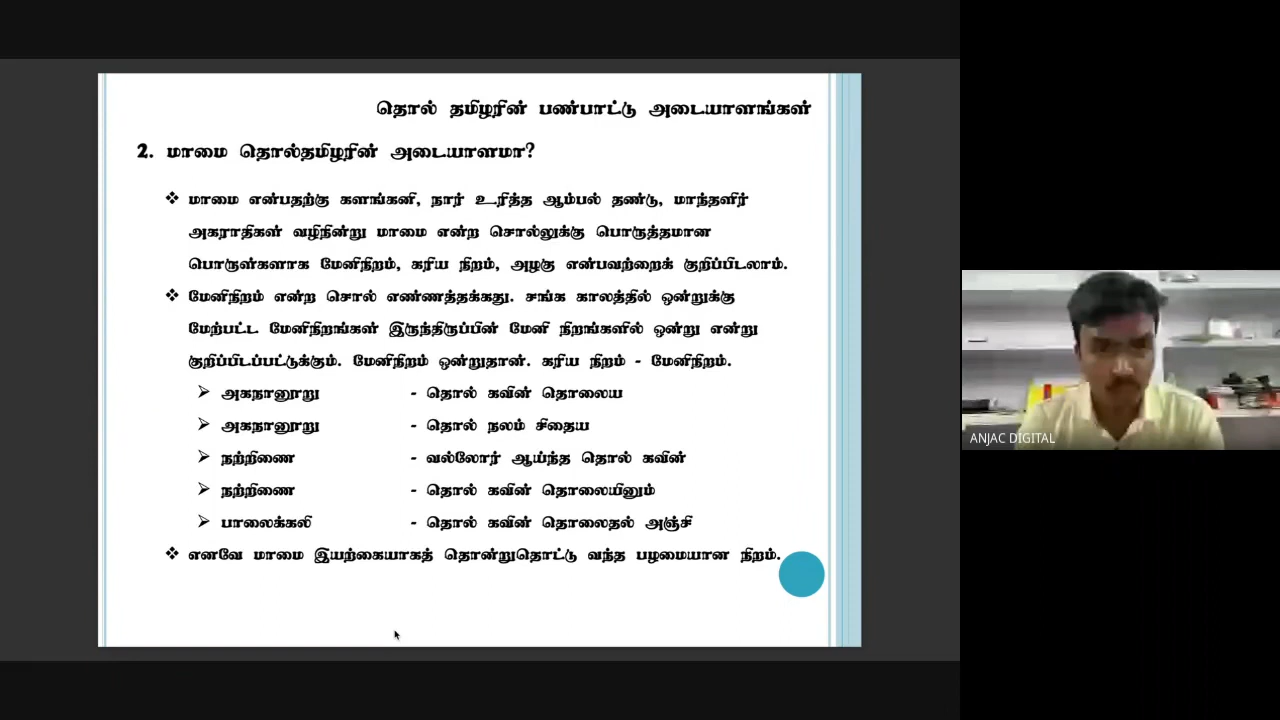 தொல் தமிழரின் பண்பாட்டு அடையாளங்கள்
2. மாமை தொல்தமிழரின் அடையாளமா?
❖ மாமை என்பதற்கு களங்கனி, நார் உரித்த ஆம்பல் தண்டு, மாந்தளிர்
அகராதிகள் வழிநின்று மாமை என்ற சொல்லுக்கு பொருத்தமான
பொருள்களாக மேனிநிறம், கரிய நிறம், அழகு என்பவற்றைக் குறிப்பிடலாம்.
❖ மேனிநிறம் என்ற சொல் எண்ணத்தக்கது. சங்க காலத்தில் ஒன்றுக்கு
மேற்பட்ட மேனிநிறங்கள் இருந்திருப்பின் மேனி நிறங்களில் ஒன்று என்று
குறிப்பிடப்பட்டுக்கும். மேனிநிறம் ஒன்றுதான். கரிய நிறம் - மேனிநிறம்.
➢ அகநானூறு - தொல் கவின் தொலைய
➢ அகநானூறு - தொல் நலம் சிதைய
➢ நற்றிணை - வல்லோர் ஆய்ந்த தொல் கவின்
➢ நற்றிணை - தொல் கவின் தொலையினும்
➢ பாலைக்கலி - தொல் கவின் தொலைதல் அஞ்சி
❖ எனவே மாமை இயற்கையாகத் தொன்றுதொட்டு வந்த பழமையான நிறம்.
ANJAC DIGITAL